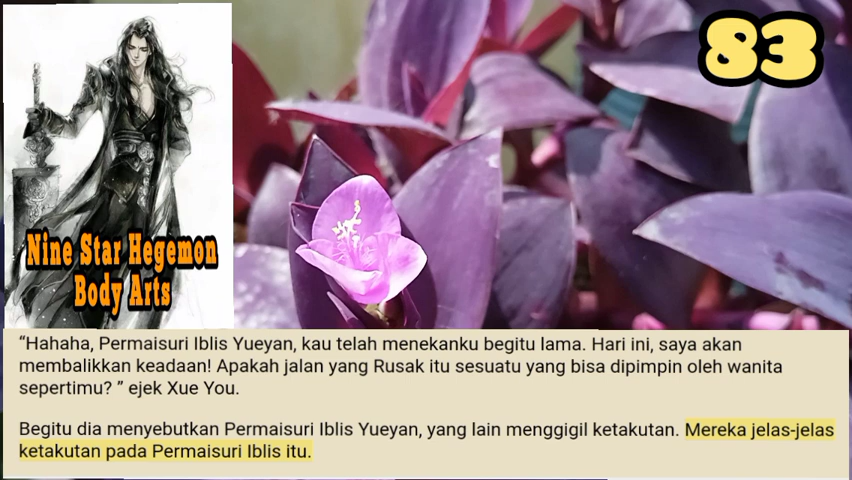 83
Nine Star Hegemon
Body Arts
“Hahaha, Permaisuri Iblis Yueyan, kau telah menekanku begitu lama. Hari ini, saya akan
membalikkan keadaan! Apakah jalan yang Rusak itu sesuatu yang bisa dipimpin oleh wanita
sepertimu? ” ejek Xue You.
Begitu dia menyebutkan Permaisuri Iblis Yueyan, yang lain menggigil ketakutan. Mereka jelas-jelas
ketakutan pada Permaisuri Iblis itu.